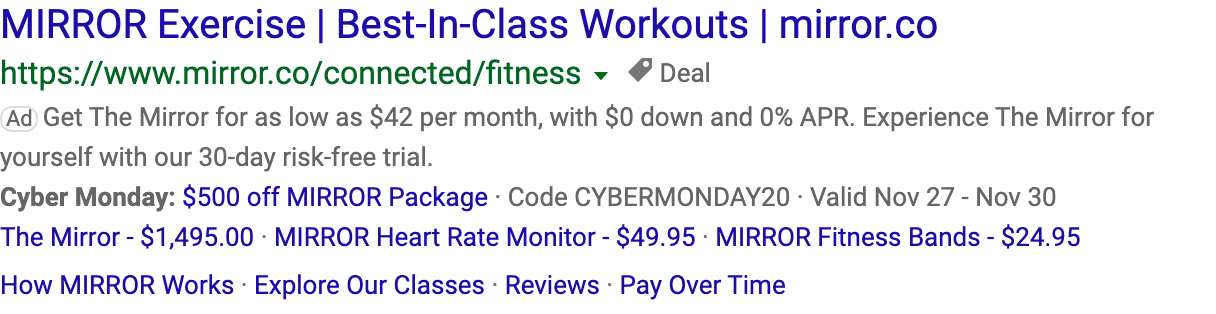 MIRROR Exercise | Best-In-Class Workouts | mirror.co
https://www.mirror.co/connected/fitness Deal
Ad Get The Mirror for as low as $42 per month, with $0 down and 0% APR. Experience The Mirror for
yourself with our 30-day risk-free trial.
Cyber Monday: $500 off MIRROR Package · Code CYBERMONDAY20 · Valid Nov 27 - Nov 30
The Mirror - $1,495.00 · MIRROR Heart Rate Monitor - $49.95 · MIRROR Fitness Bands - $24.95
How MIRROR Works · Explore Our Classes · Reviews · Pay Over Time